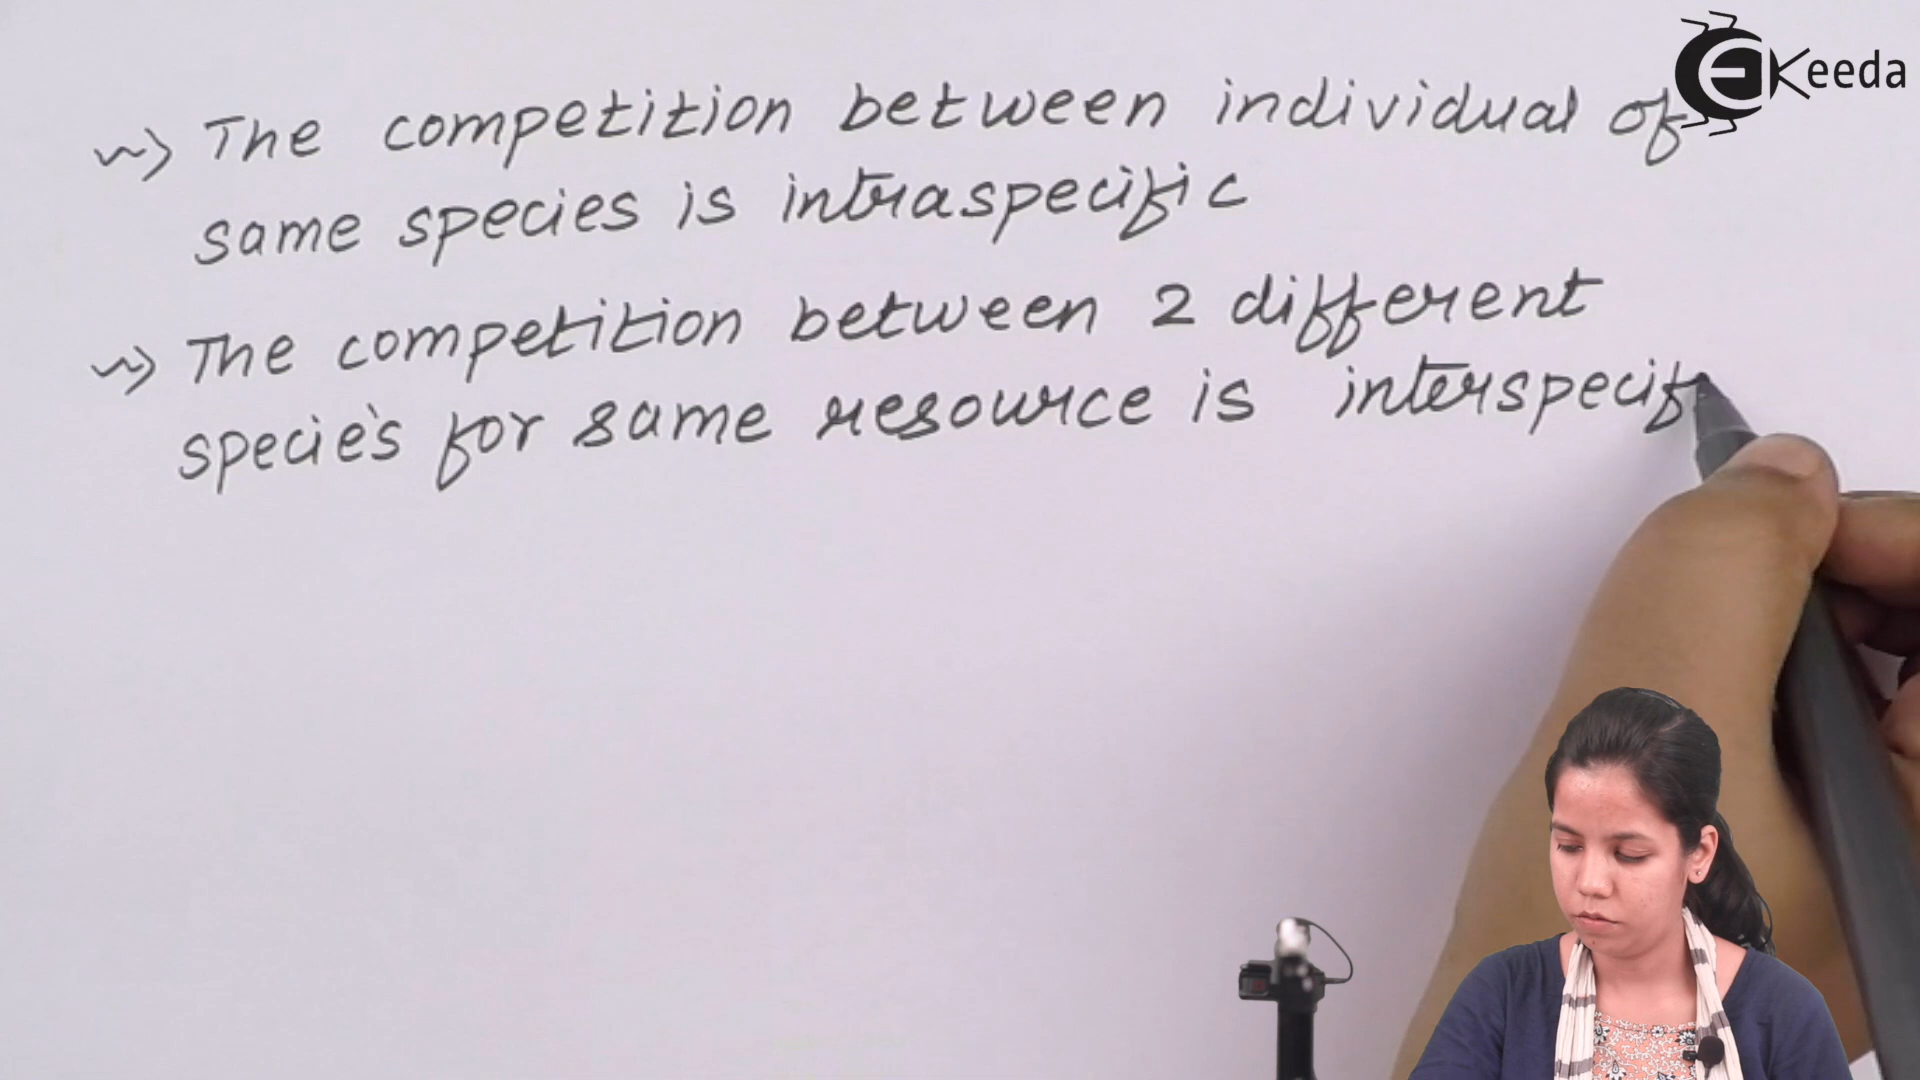 Keeda
~> The competition between individual of
same species is intraspecific
~> The competition between 2 different
species for same resource is interspecif